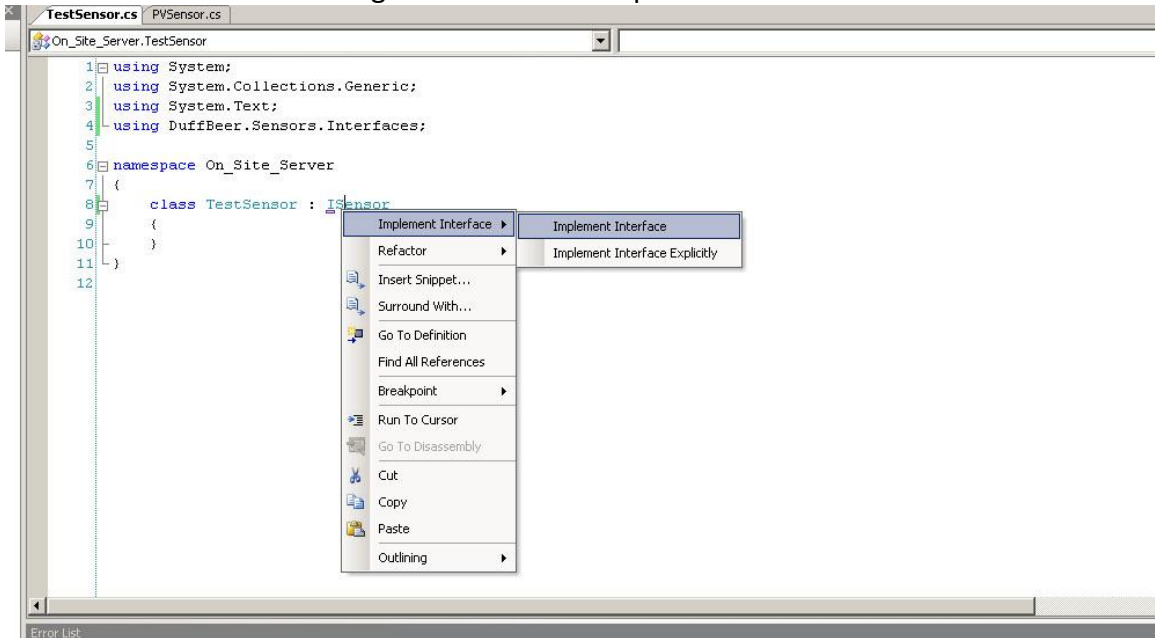 TestSensor.cs PVSensor.cs
On_Site_Server.TestSensor
1 using System;
2 using System.Collections.Generic;
3 using System.Text;
4 using DuffBeer.Sensors.Interfaces;
5
6 namespace On_Site_Server
7 {
8 class TestSensor : ISensor
9 {
10 }
11 }
12
Implement Interface
Refactor
Insert Snippet...
Surround With...
Go To Definition
Find All References
Breakpoint
Run To Cursor
Go To Disassembly
Cut
Copy
Paste
Outlining
Implement Interface
Implement Interface Explicitly
Error List